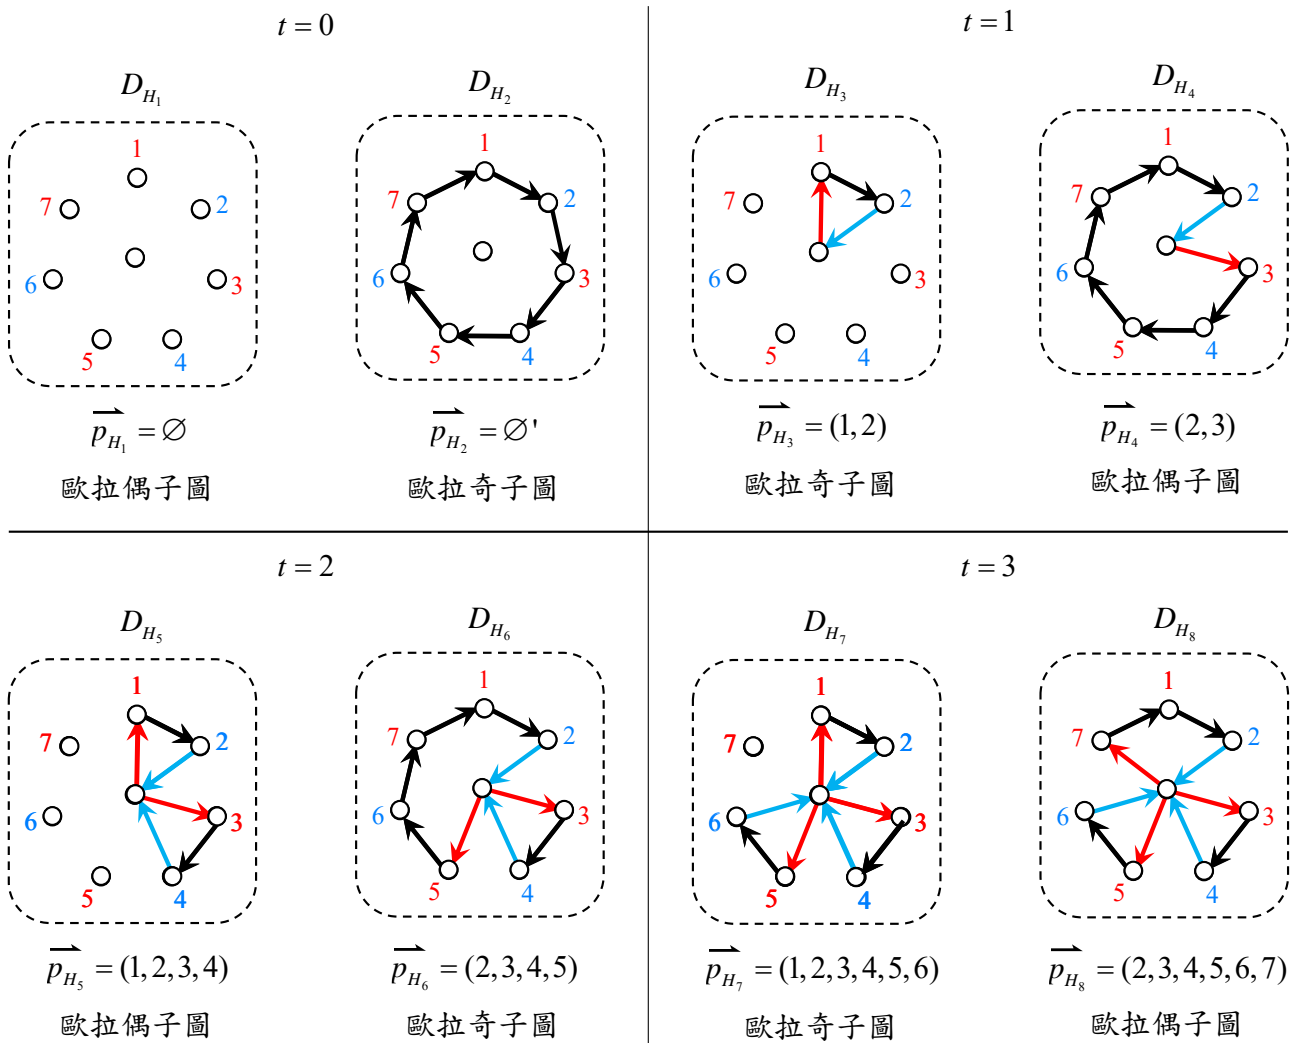 t = 0
D_{H_1}
D_{H_2}
1
7
2
6
3
5
4
1
7
2
6
3
5
4
\overrightarrow{p_{H_1}} = ∅
\overrightarrow{p_{H_2}} = ∅'
歐拉偶子圖
歐拉奇子圖
t = 1
D_{H_3}
D_{H_4}
1
7
2
6
3
5
4
1
7
2
6
3
5
4
\overrightarrow{p_{H_3}} = (1, 2)
\overrightarrow{p_{H_4}} = (2, 3)
歐拉奇子圖
歐拉偶子圖
t = 2
D_{H_5}
D_{H_6}
1
7
2
6
3
5
4
1
7
2
6
3
5
4
\overrightarrow{p_{H_5}} = (1, 2, 3, 4)
\overrightarrow{p_{H_6}} = (2, 3, 4, 5)
歐拉偶子圖
歐拉奇子圖
t = 3
D_{H_7}
D_{H_8}
1
7
2
6
3
5
4
1
7
2
6
3
5
4
\overrightarrow{p_{H_7}} = (1, 2, 3, 4, 5, 6)
\overrightarrow{p_{H_8}} = (2, 3, 4, 5, 6, 7)
歐拉奇子圖
歐拉偶子圖